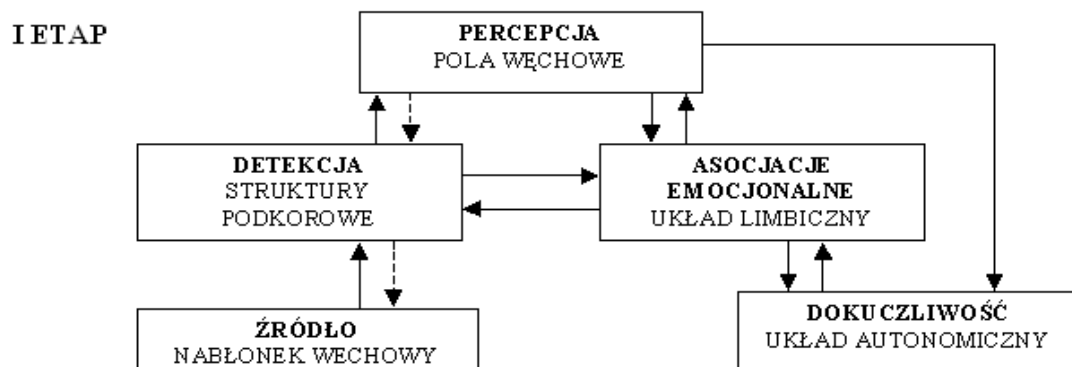 I ETAP
PERCEPCJA
POLA WĘCHOWE
DETEKCJA
STRUKTURY
PODKOROWE
ASOCJACJE
EMOCJONALNE
UKŁAD LIMBICZNY
ŹRÓDŁO
NABŁONEK WĘCHOWY
DOKUCZLIWOŚĆ
UKŁAD AUTONOMICZNY